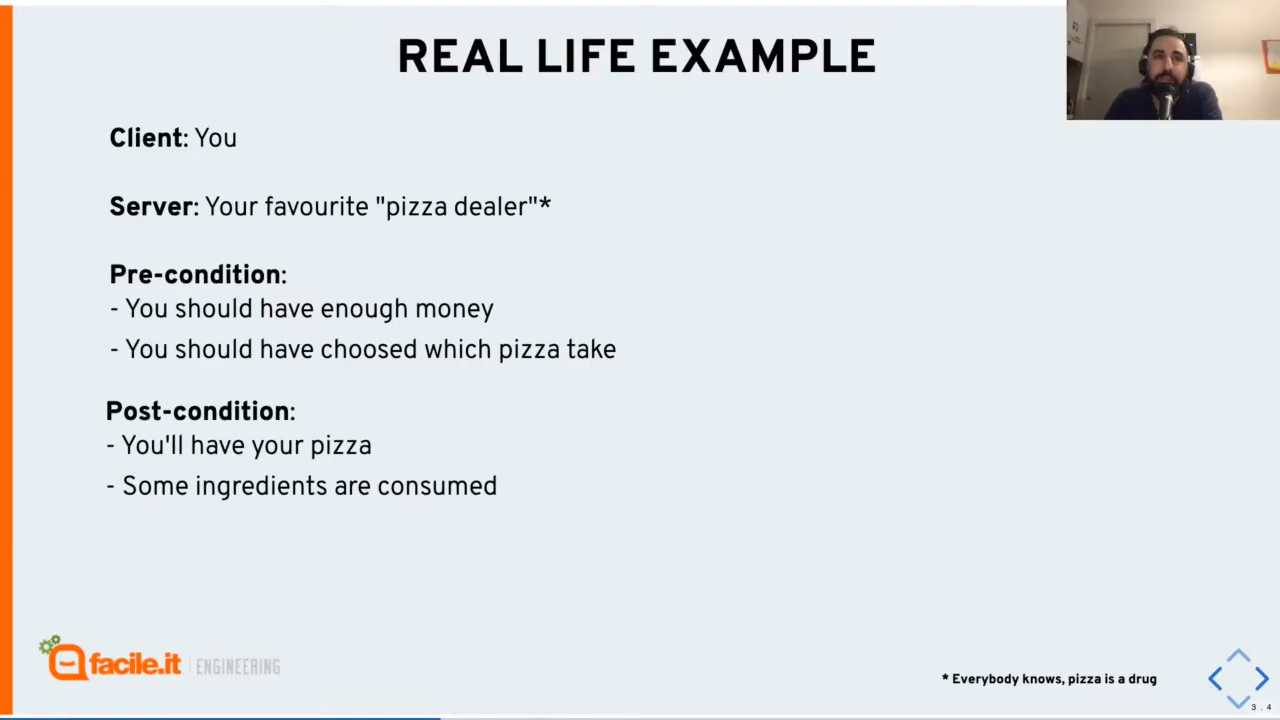 REAL LIFE EXAMPLE
Client: You
Server: Your favourite "pizza dealer"*
Pre-condition:
- You should have enough money
- You should have choosed which pizza take
Post-condition:
- You'll have your pizza
- Some ingredients are consumed
facile.it ENGINEERING
* Everybody knows, pizza is a drug
3 . 4